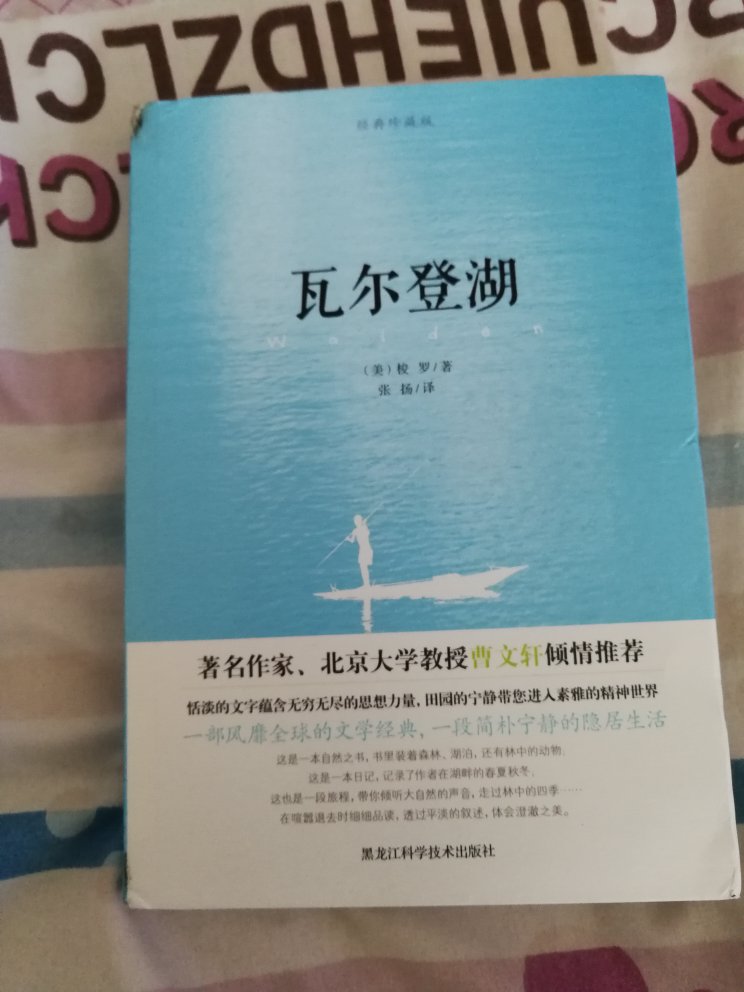 经典珍藏版
瓦尔登湖
Walden
（美）梭 罗/著
张 扬/译
著名作家、北京大学教授曹文轩倾情推荐
恬淡的文字蕴含无穷无尽的思想力量，田园的宁静带您进入素雅的精神世界
一部风靡全球的文学经典，一段简朴宁静的隐居生活
这是一本自然之书，书里装着森林、湖泊，还有林中的动物；
这是一本日记，记录了作者在湖畔的春夏秋冬；
这也是一段旅程，带你倾听大自然的声音，走过林中的四季……
在喧嚣退去时细细品读，透过平淡的叙述，体会澄澈之美。
黑龙江科学技术出版社